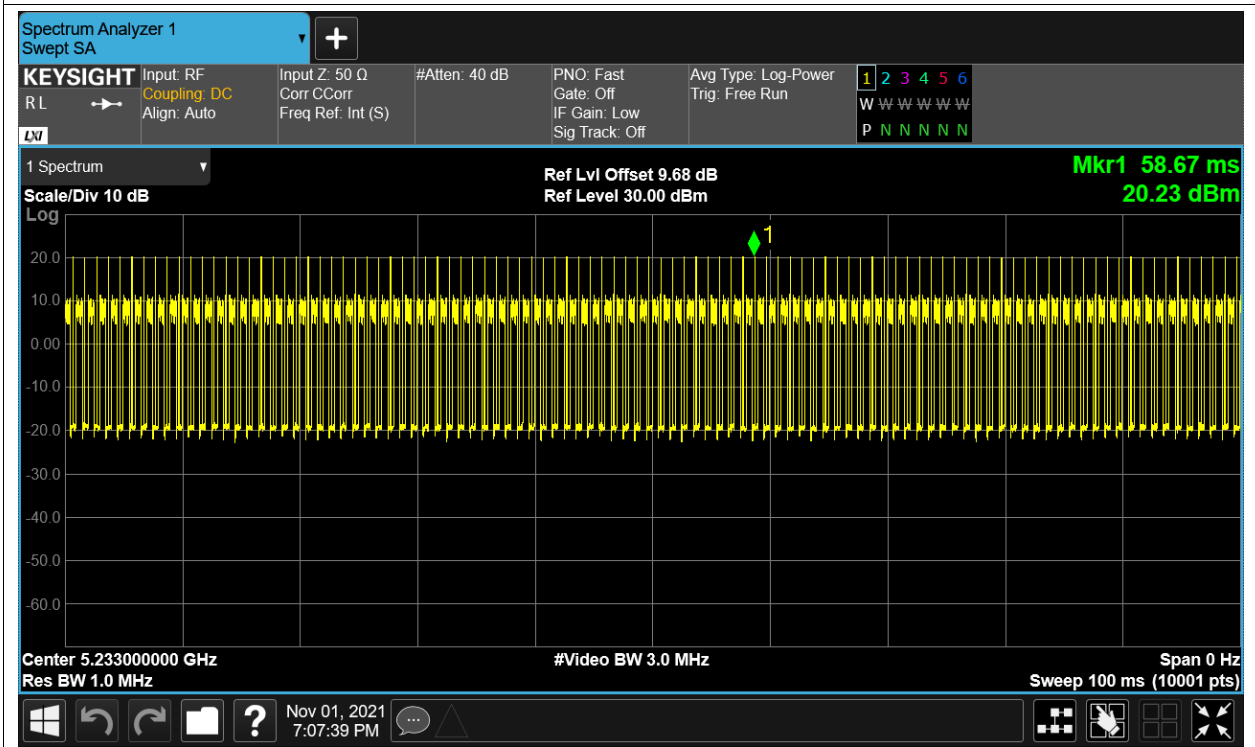 Spectrum Analyzer 1
Swept SA
KEYSIGHT
R L
LXI
Input: RF
Coupling: DC
Align: Auto
Input Z: 50 Ω
Corr CCorr
Freq Ref: Int (S)
#Atten: 40 dB
PNO: Fast
Gate: Off
IF Gain: Low
Sig Track: Off
Avg Type: Log-Power
Trig: Free Run
1 2 3 4 5 6
W W W W W W
P N N N N N
1 Spectrum
Scale/Div 10 dB
Log
Ref Lvl Offset 9.68 dB
Ref Level 30.00 dBm
Mkr1 58.67 ms
20.23 dBm
1
20.0
10.0
0.00
-10.0
-20.0
-30.0
-40.0
-50.0
-60.0
Center 5.233000000 GHz
Res BW 1.0 MHz
#Video BW 3.0 MHz
Span 0 Hz
Sweep 100 ms (10001 pts)
?
Nov 01, 2021
7:07:39 PM